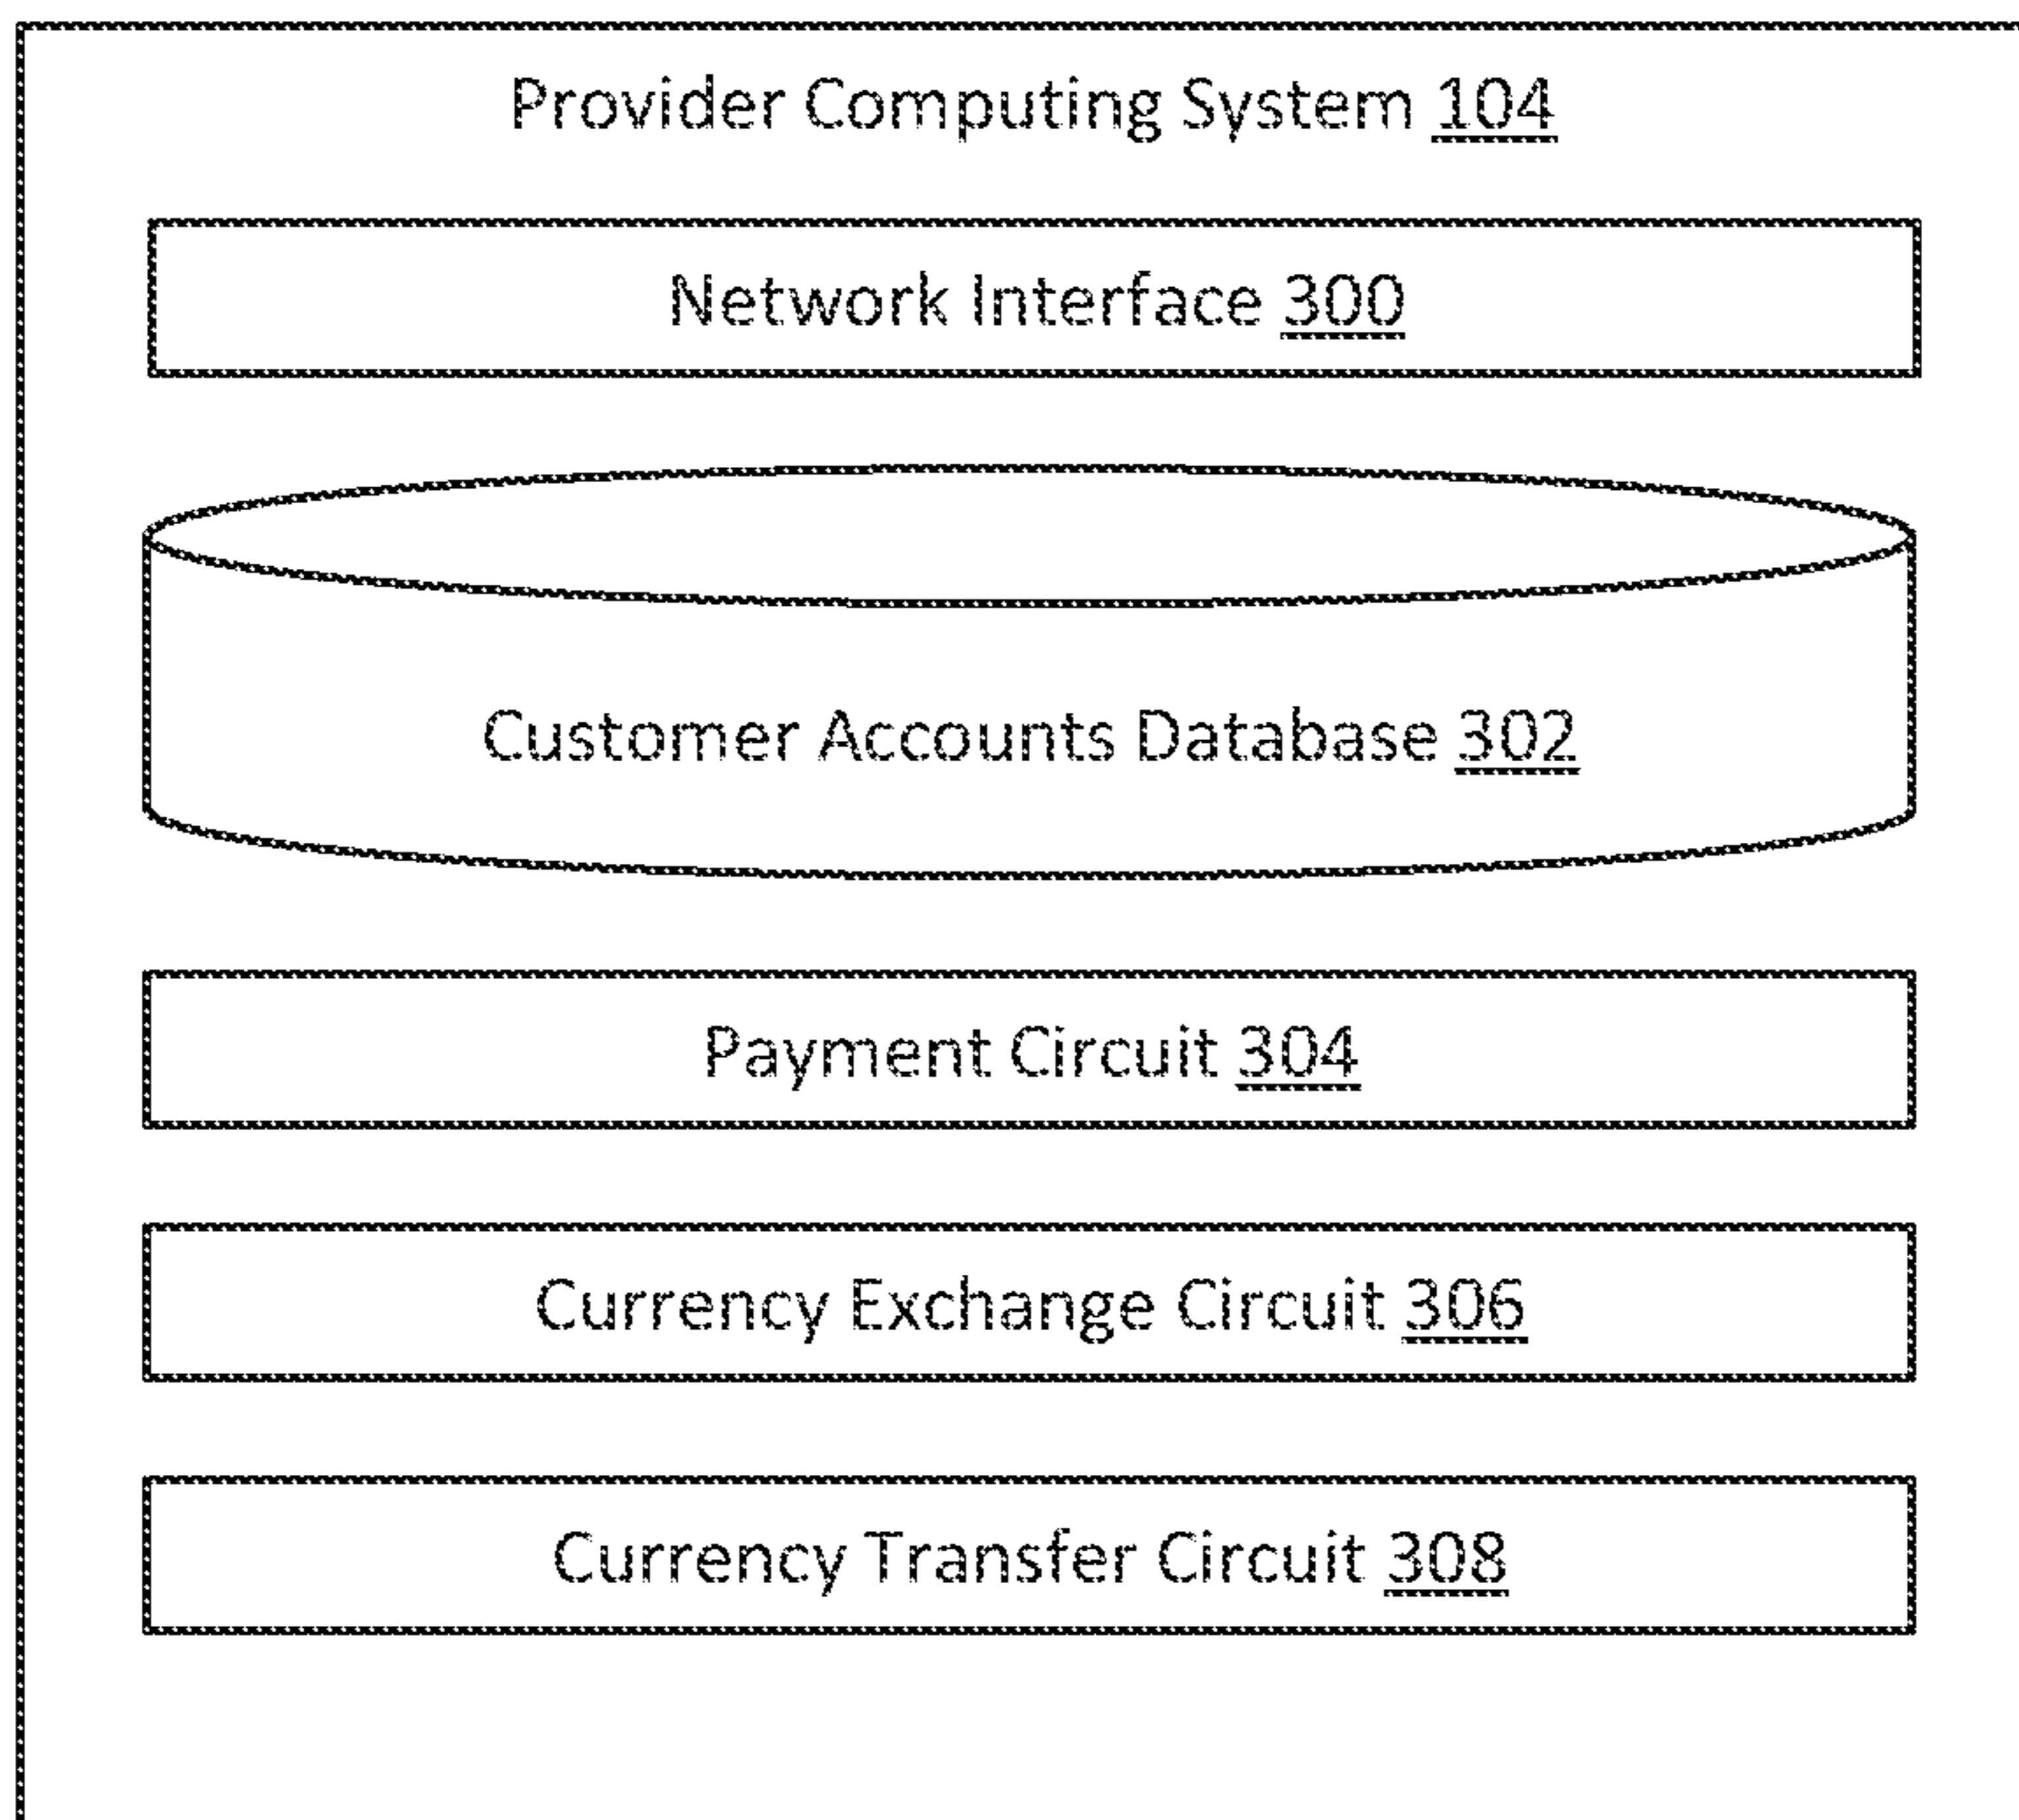 Provider Computing System 104
Network Interface 300
Customer Accounts Database 302
Payment Circuit 304
Currency Exchange Circuit 306
Currency Transfer Circuit 308